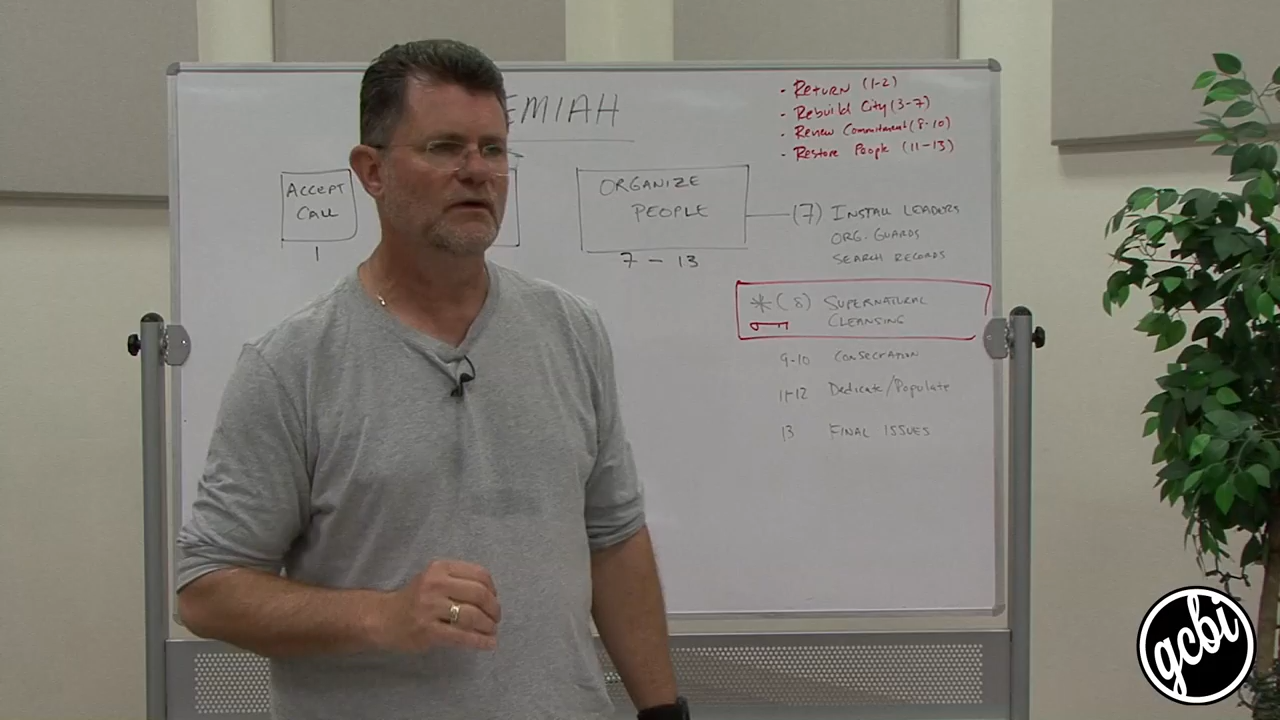 EMIAH
- RETURN (1-2)
- Rebuild City (3-7)
- Renew Commitment (8-10)
- Restore People (11-13)
ACCEPT
CALL
1
ORGANIZE
PEOPLE
7 - 13
(7) INSTALL LEADERS
ORG. GUARDS
SEARCH RECORDS
*(8) SUPERNATURAL
CLEANSING
9-10 CONSECRATION
11-12 Dedicate/Populate
13 FINAL ISSUES
gcbi